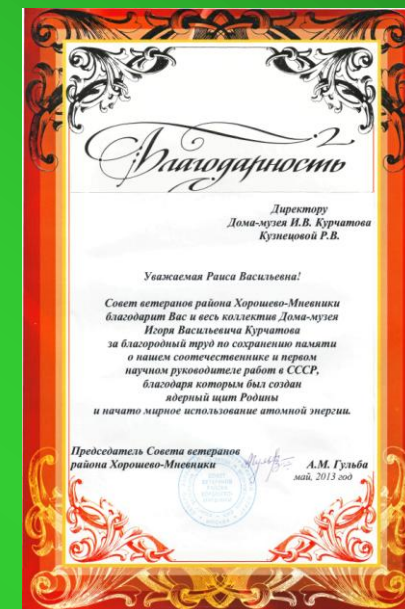 Благодарность
Директору
Дома-музея И.В. Курчатова
Кузнецовой Р.В.
Уважаемая Раиса Васильевна!
Совет ветеранов района Хорошево-Мневники
благодарит Вас и весь коллектив Дома-музея
Игоря Васильевича Курчатова
за благородный труд по сохранению памяти
о нашем соотечественнике и первом
научном руководителе работ в СССР,
благодаря которым был создан
ядерный щит Родины
и начато мирное использование атомной энергии.
Председатель Совета ветеранов
района Хорошево-Мневники А.М. Гульба
май, 2013 год